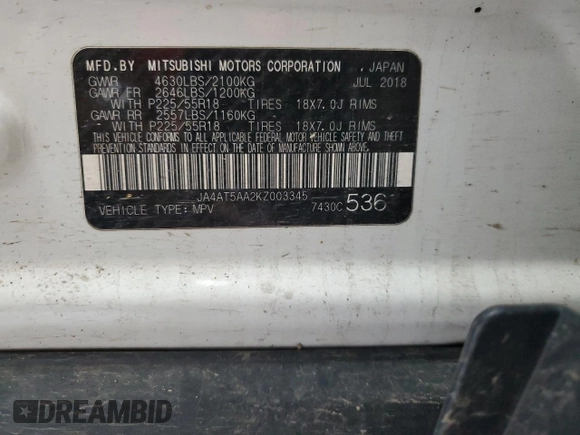 MFD.BY MITSUBISHI MOTORS CORPORATION , JAPAN
GVWR 4630LBS/2100KG JUL 2018
GAWR FR 2646LBS/1200KG
WITH P225/55R18 TIRES 18X7.0J RIMS
GAWR RR 2557LBS/1160KG
WITH P225/55R18 TIRES 18X7.0J RIMS
THIS VEHICLE CONFORMS TO ALL APPLICABLE FEDERAL MOTOR VEHICLE SAFETY AND THEFT
PREVENTION STANDARDS IN EFFECT ON THE DATE OF MANUFACTURE SHOWN ABOVE.
JA4AT5AA2KZ003345
VEHICLE TYPE: MPV 7430C 536
DREAMBID